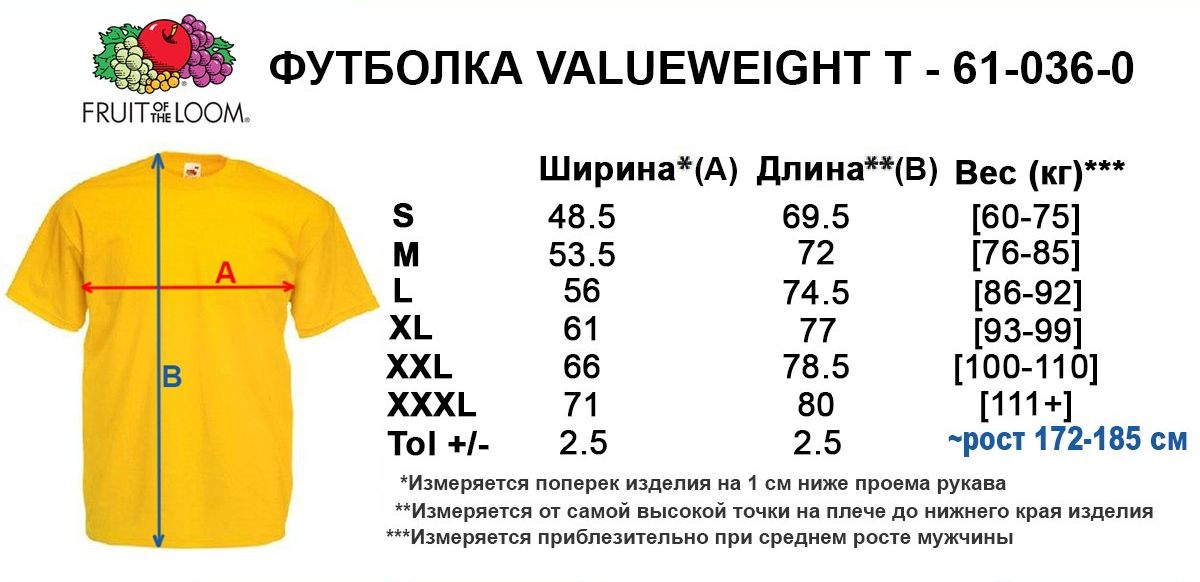 FRUIT OF THE LOOM®
ФУТБОЛКА VALUEWEIGHT T - 61-036-0
Ширина*(A) Длина**(B) Вес (кг)***
S 48.5 69.5 [60-75]
M 53.5 72 [76-85]
L 56 74.5 [86-92]
XL 61 77 [93-99]
XXL 66 78.5 [100-110]
XXXL 71 80 [111+]
Tol +/- 2.5 2.5 ~рост 172-185 см
A
B
*Измеряется поперек изделия на 1 см ниже проема рукава
**Измеряется от самой высокой точки на плече до нижнего края изделия
***Измеряется приблезительно при среднем росте мужчины